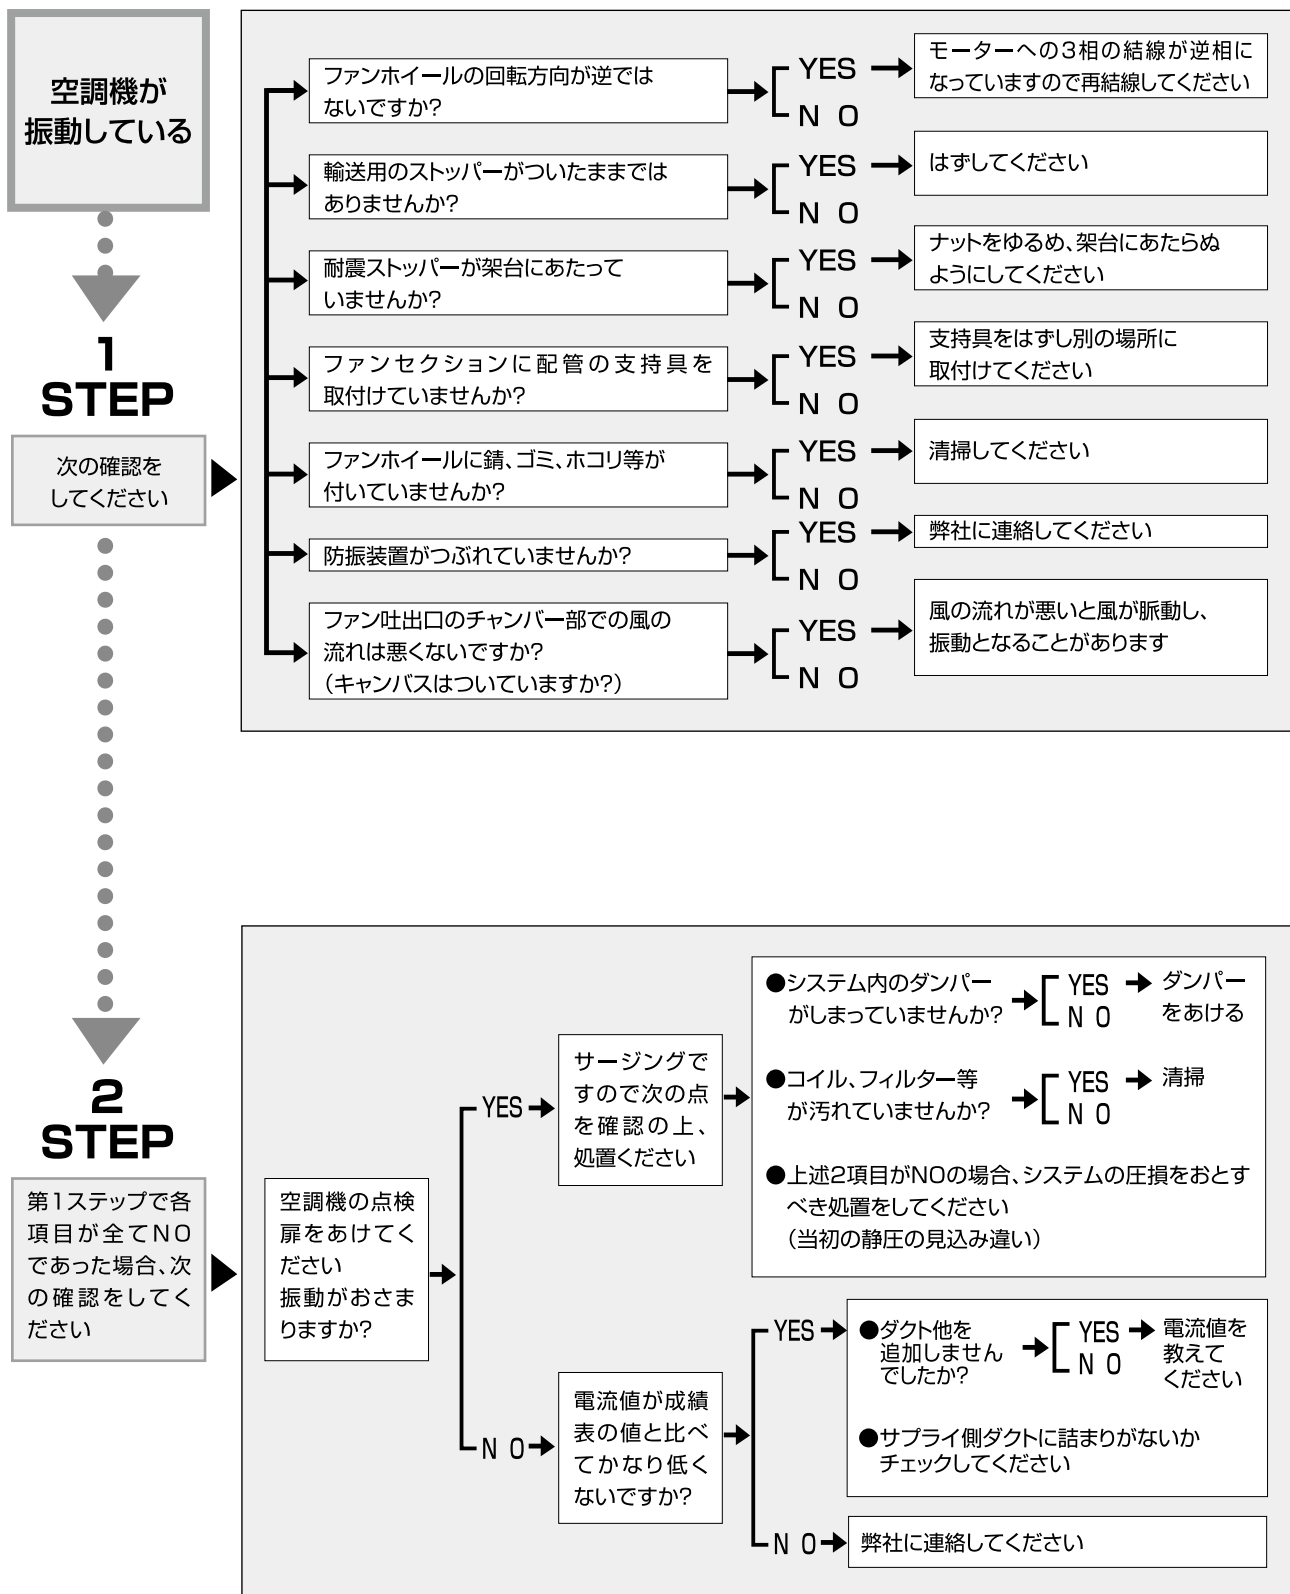 空調機が
振動している
1
STEP
次の確認を
してください
ファンホイールの回転方向が逆では
ないですか?
YES
NO
モーターへの3相の結線が逆相に
なっていますので再結線してください
輸送用のストッパーがついたままでは
ありませんか?
YES
NO
はずしてください
耐震ストッパーが架台にあたって
いませんか?
YES
NO
ナットをゆるめ、架台にあたらぬ
ようにしてください
ファンセクションに配管の支持具を
取付けていませんか?
YES
NO
支持具をはずし別の場所に
取付けてください
ファンホイールに錆、ゴミ、ホコリ等が
付いていませんか?
YES
NO
清掃してください
防振装置がつぶれていませんか?
YES
NO
弊社に連絡してください
ファン吐出口のチャンバー部での風の
流れは悪くないですか?
(キャンバスはついていますか?)
YES
NO
風の流れが悪いと風が脈動し、
振動となることがあります
2
STEP
第1ステップで各
項目が全てNO
であった場合、次
の確認をしてく
ださい
空調機の点検
扉をあけてく
ださい
振動がおさま
りますか?
YES
サージングで
すので次の点
を確認の上、
処置ください
●システム内のダンパー
がしまっていませんか?
YES
NO
ダンパー
をあける
●コイル、フィルター等
が汚れていませんか?
YES
NO
清掃
●上述2項目がNOの場合、システムの圧損をおとす
べき処置をしてください
(当初の静圧の見込み違い)
NO
電流値が成績
表の値と比べ
てかなり低く
ないですか?
YES
●ダクト他を
追加しません
でしたか?
YES
NO
電流値を
教えて
ください
●サプライ側ダクトに詰まりがないか
チェックしてください
NO
弊社に連絡してください